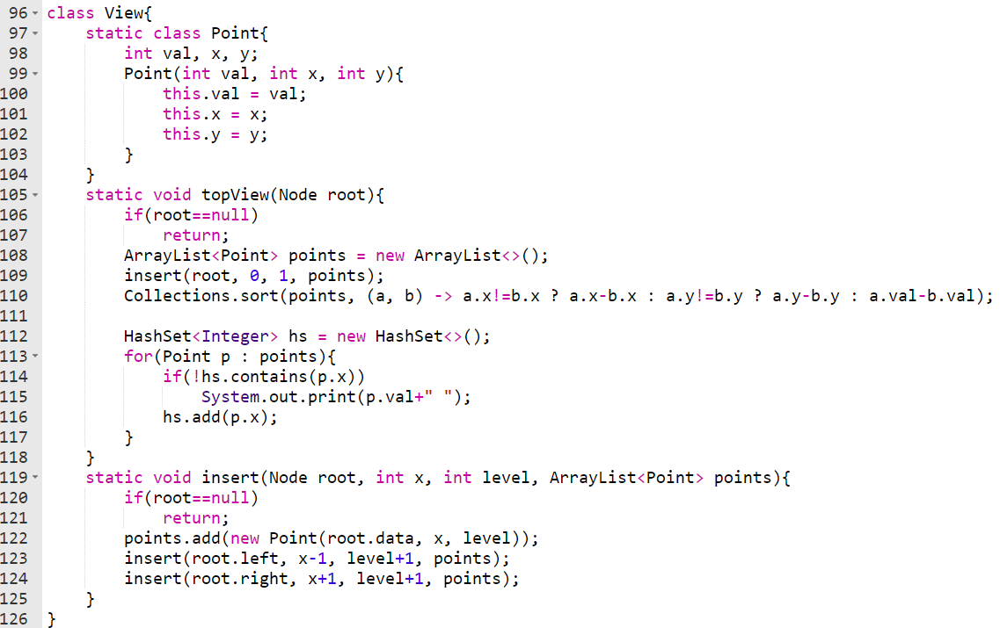 96 class View{
97     static class Point{
98         int val, x, y;
99         Point(int val, int x, int y){
100             this.val = val;
101             this.x = x;
102             this.y = y;
103         }
104     }
105     static void topView(Node root){
106         if(root==null)
107             return;
108         ArrayList<Point> points = new ArrayList<>();
109         insert(root, 0, 1, points);
110         Collections.sort(points, (a, b) -> a.x!=b.x ? a.x-b.x : a.y!=b.y ? a.y-b.y : a.val-b.val);
111
112         HashSet<Integer> hs = new HashSet<>();
113         for(Point p : points){
114             if(!hs.contains(p.x))
115                 System.out.print(p.val+" ");
116             hs.add(p.x);
117         }
118     }
119     static void insert(Node root, int x, int level, ArrayList<Point> points){
120         if(root==null)
121             return;
122         points.add(new Point(root.data, x, level));
123         insert(root.left, x-1, level+1, points);
124         insert(root.right, x+1, level+1, points);
125     }
126 }